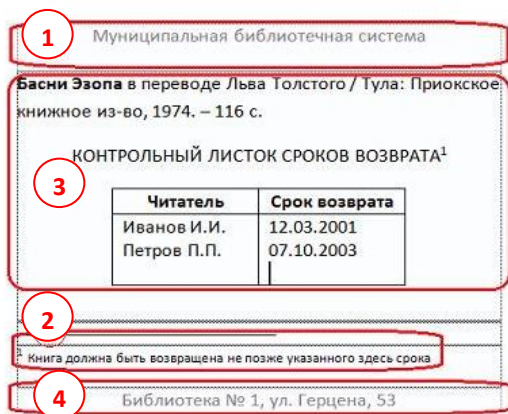 1
Муниципальная библиотечная система
Басни Эзопа в переводе Льва Толстого / Тула: Приокское
книжное из-во, 1974. – 116 с.
КОНТРОЛЬНЫЙ ЛИСТОК СРОКОВ ВОЗВРАТА¹
3
Читатель Срок возврата
Иванов И.И. 12.03.2001
Петров П.П. 07.10.2003
2
¹ Книга должна быть возвращена не позже указанного здесь срока
4
Библиотека № 1, ул. Герцена, 53